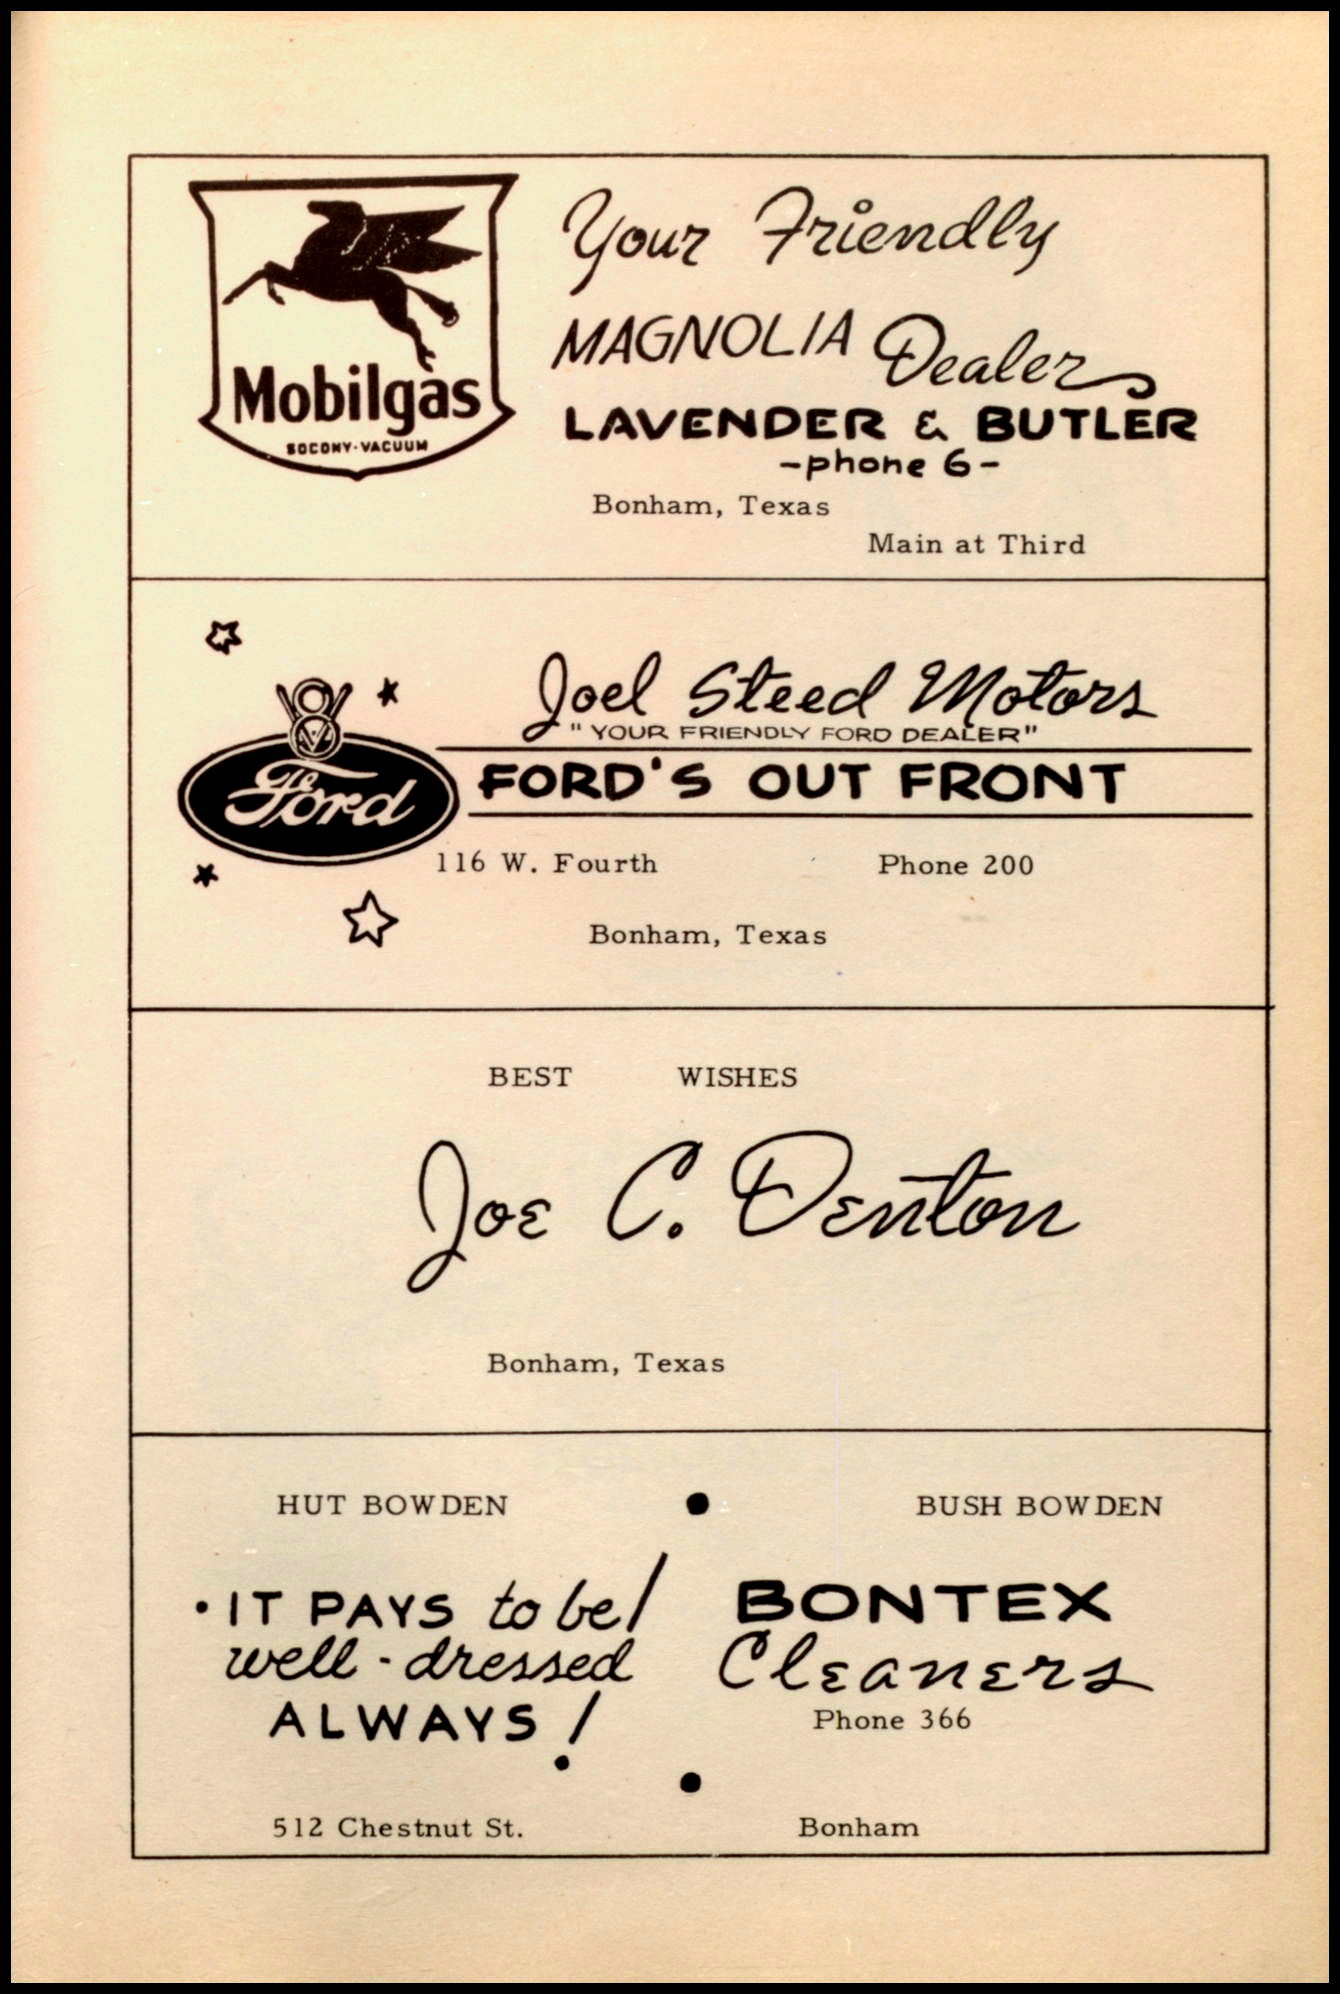 Your Friendly
MAGNOLIA Dealer
Mobilgas
SOCONY-VACUUM
LAVENDER & BUTLER
-phone 6-
Bonham, Texas
Main at Third
Joel Steed Motors
"YOUR FRIENDLY FORD DEALER"
V8
Ford
FORD'S OUT FRONT
116 W. Fourth Phone 200
Bonham, Texas
BEST WISHES
Joe C. Denton
Bonham, Texas
HUT BOWDEN • BUSH BOWDEN
• IT PAYS to be
well-dressed
ALWAYS!
BONTEX
Cleaners
Phone 366
512 Chestnut St. Bonham